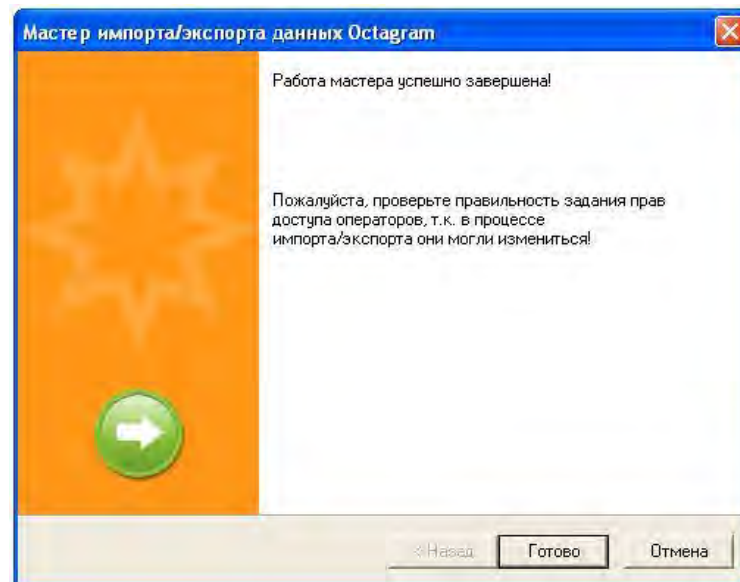 Мастер импорта/экспорта данных Octagram
Работа мастера успешно завершена!
Пожалуйста, проверьте правильность задания прав
доступа операторов, т.к. в процессе
импорта/экспорта они могли измениться!
< Назад
Готово
Отмена